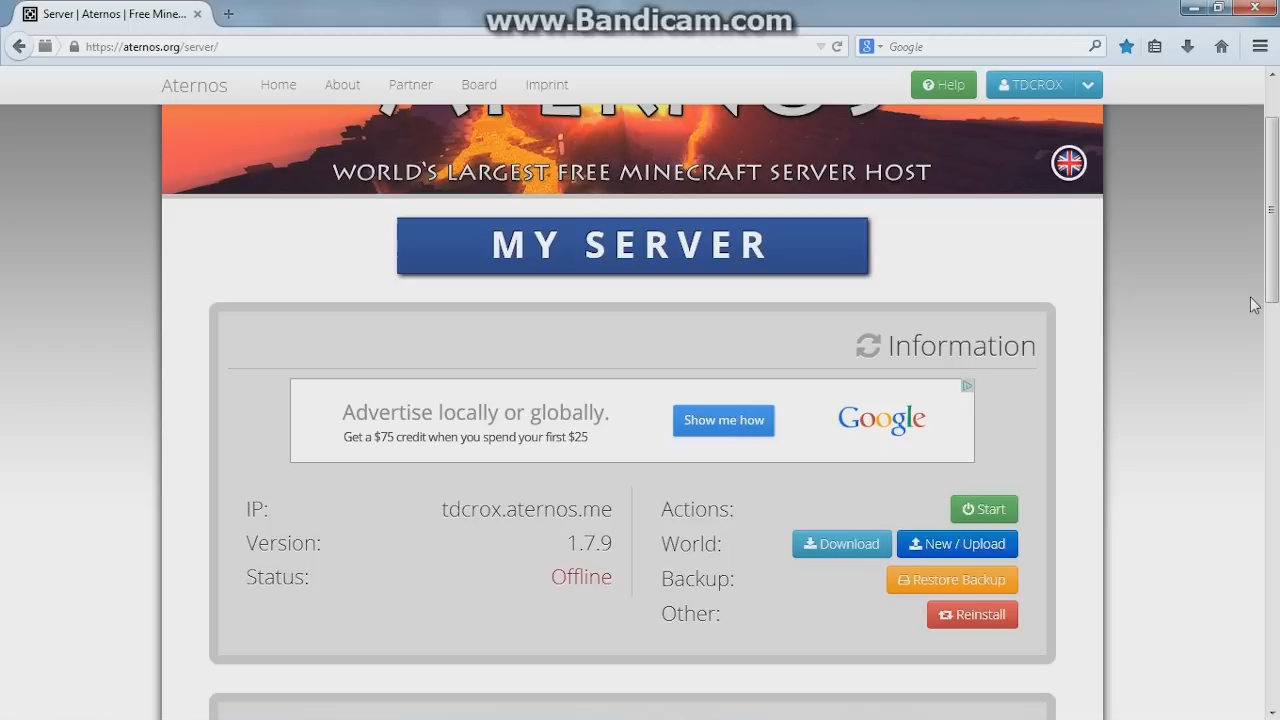 Server | Aternos | Free Mine...
www.Bandicam.com
https://aternos.org/server/
Google
Aternos
Home
About
Partner
Board
Imprint
Help
TDCROX
ATERNOS
WORLD`S LARGEST FREE MINECRAFT SERVER HOST
MY SERVER
Information
Advertise locally or globally.
Get a $75 credit when you spend your first $25
Show me how
Google
IP: tdcrox.aternos.me
Version: 1.7.9
Status: Offline
Actions: Start
World: Download New / Upload
Backup: Restore Backup
Other: Reinstall